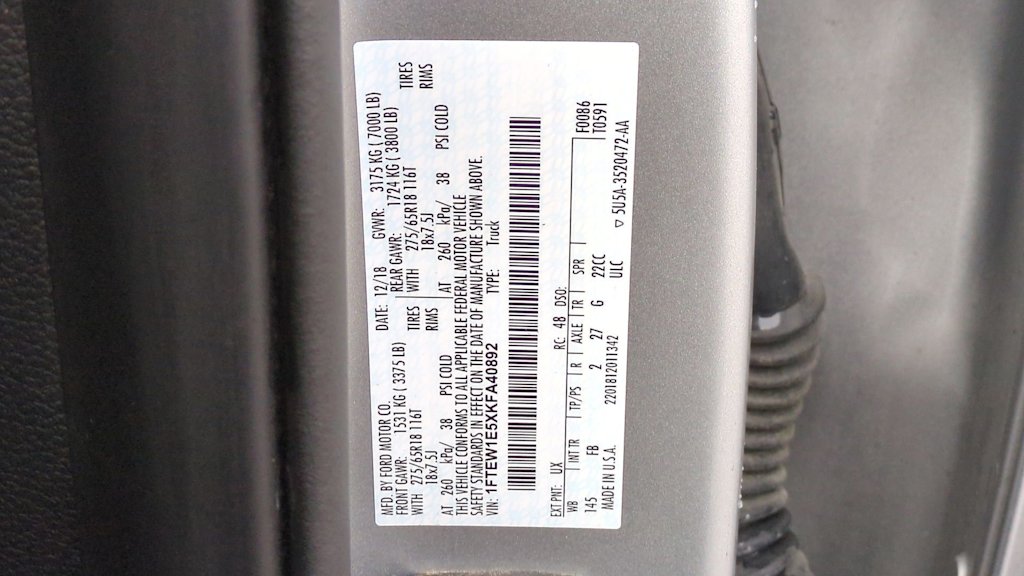 MFD. BY FORD MOTOR CO. DATE: 12/18 GVWR: 3175 KG ( 7000 LB)
FRONT GAWR: 1531 KG ( 3375 LB) REAR GAWR: 1724 KG ( 3800 LB)
WITH 275/65R18 116T TIRES WITH 275/65R18 116T TIRES
18x7.5J RIMS 18x7.5J RIMS
AT 260 kPa/ 38 PSI COLD AT 260 kPa/ 38 PSI COLD
THIS VEHICLE CONFORMS TO ALL APPLICABLE FEDERAL MOTOR VEHICLE
SAFETY STANDARDS IN EFFECT ON THE DATE OF MANUFACTURE SHOWN ABOVE.
VIN: 1FTEW1E5XKFA40892 TYPE: Truck
EXT PNT: UX RC: 48 DSO: F0086
WB INT TR TP/PS R AXLE TR SPR T0591
145 FB 2 27 G 22CC
MADE IN U.S.A. 2201812011342 ULC ▽ 5U5A-3520472-AA